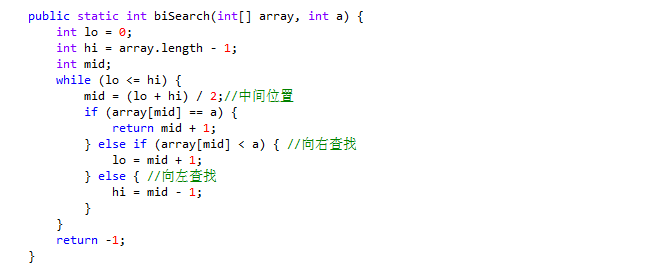 public static int biSearch(int[] array, int a) {
    int lo = 0;
    int hi = array.length - 1;
    int mid;
    while (lo <= hi) {
        mid = (lo + hi) / 2;//中间位置
        if (array[mid] == a) {
            return mid + 1;
        } else if (array[mid] < a) { //向右查找
            lo = mid + 1;
        } else { //向左查找
            hi = mid - 1;
        }
    }
    return -1;
}